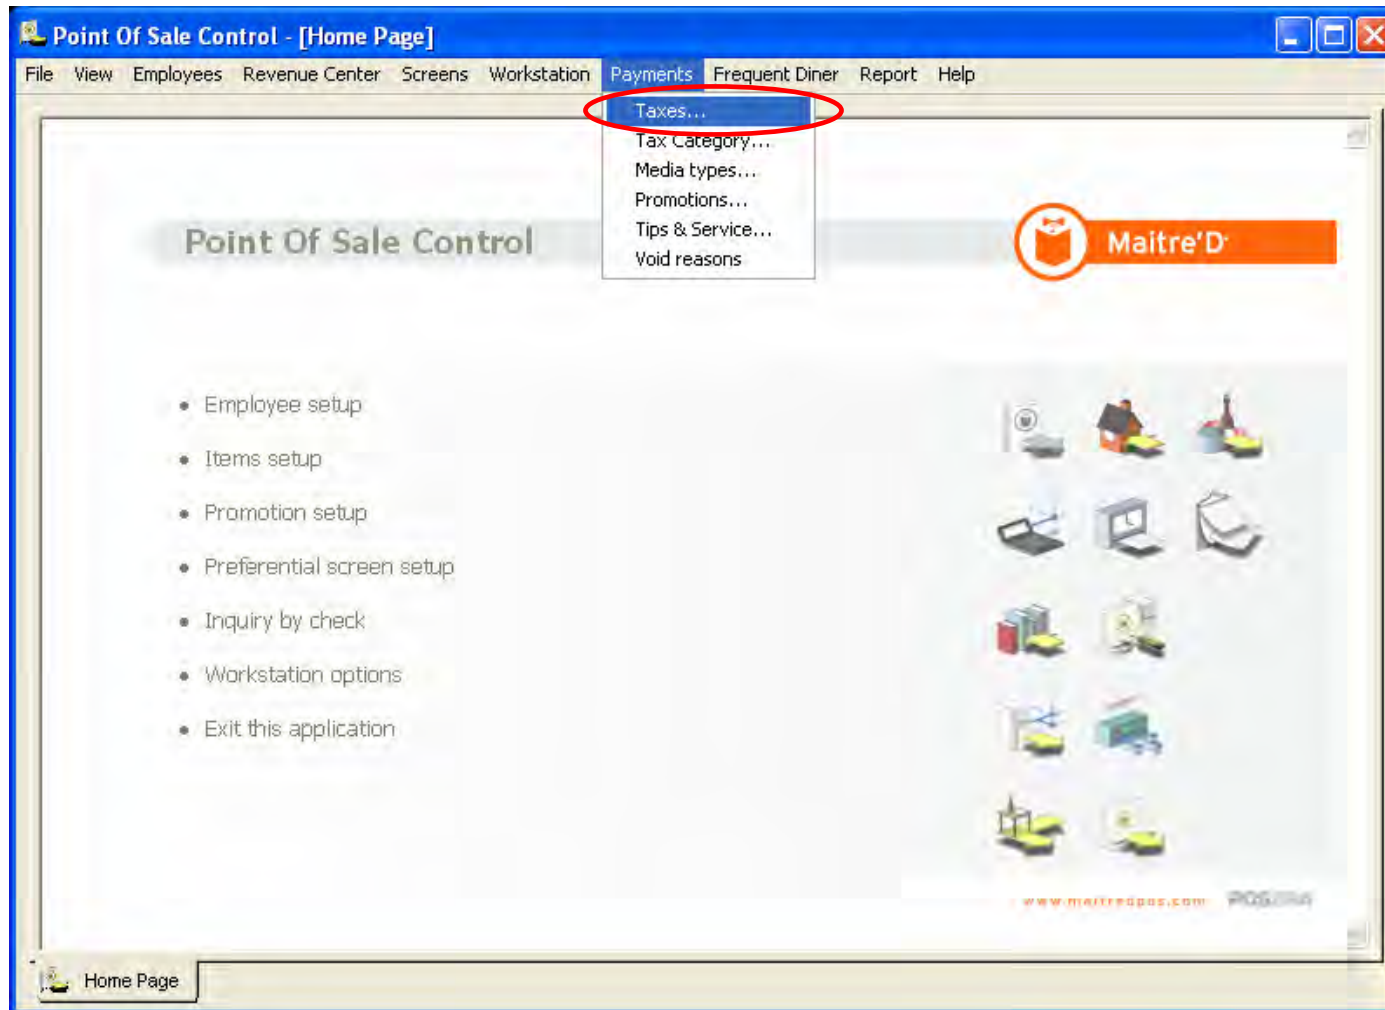 Point Of Sale Control - [Home Page]
File View Employees Revenue Center Screens Workstation Payments Frequent Diner Report Help
Taxes...
Tax Category...
Media types...
Promotions...
Tips & Service...
Void reasons
Point Of Sale Control
Maitre'D
• Employee setup
• Items setup
• Promotion setup
• Preferential screen setup
• Inquiry by check
• Workstation options
• Exit this application
www.maitredpos.com
Home Page